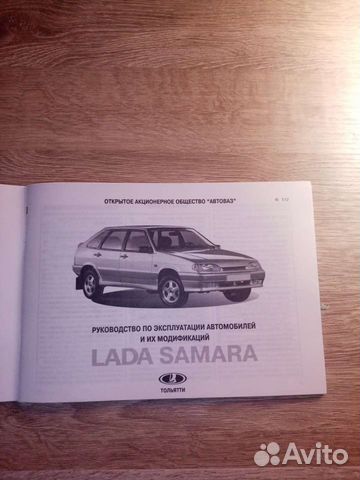 ОТКРЫТОЕ АКЦИОНЕРНОЕ ОБЩЕСТВО "АВТОВАЗ"
РУКОВОДСТВО ПО ЭКСПЛУАТАЦИИ АВТОМОБИЛЕЙ
И ИХ МОДИФИКАЦИЙ
LADA SAMARA
ТОЛЬЯТТИ
Avito